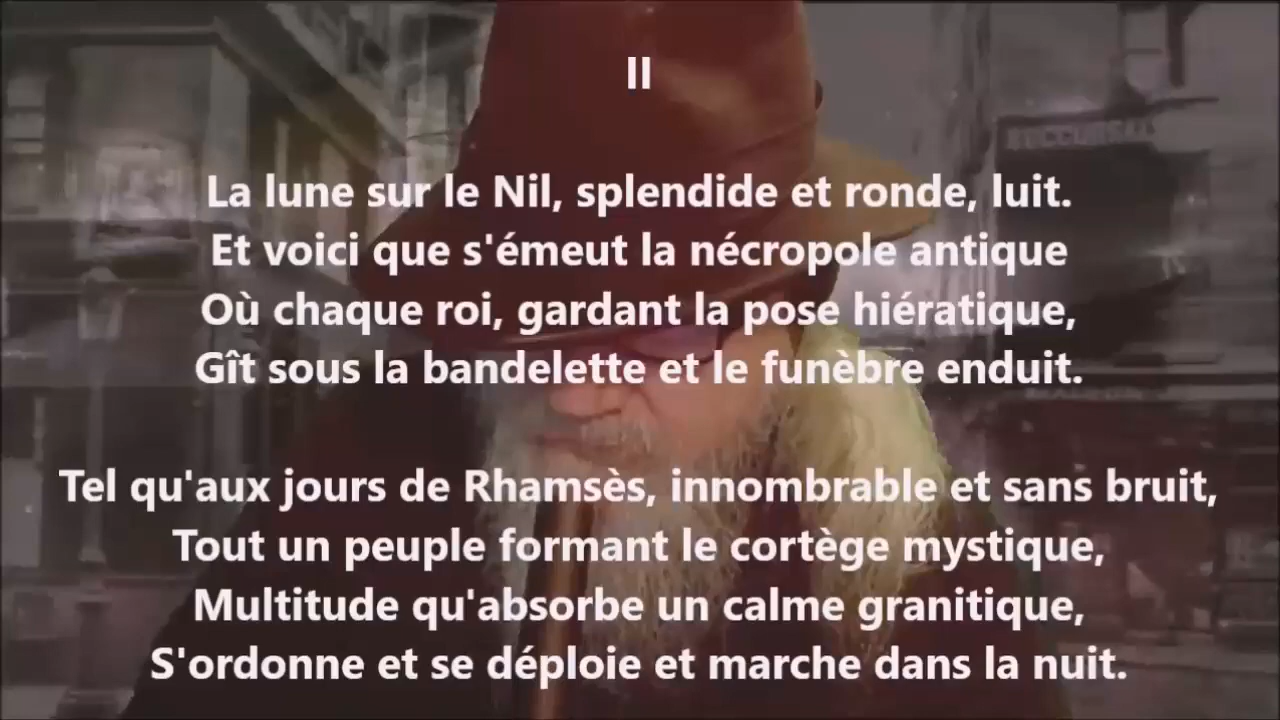 II
La lune sur le Nil, splendide et ronde, luit.
Et voici que s'émeut la nécropole antique
Où chaque roi, gardant la pose hiératique,
Gît sous la bandelette et le funèbre enduit.
Tel qu'aux jours de Rhamsès, innombrable et sans bruit,
Tout un peuple formant le cortège mystique,
Multitude qu'absorbe un calme granitique,
S'ordonne et se déploie et marche dans la nuit.